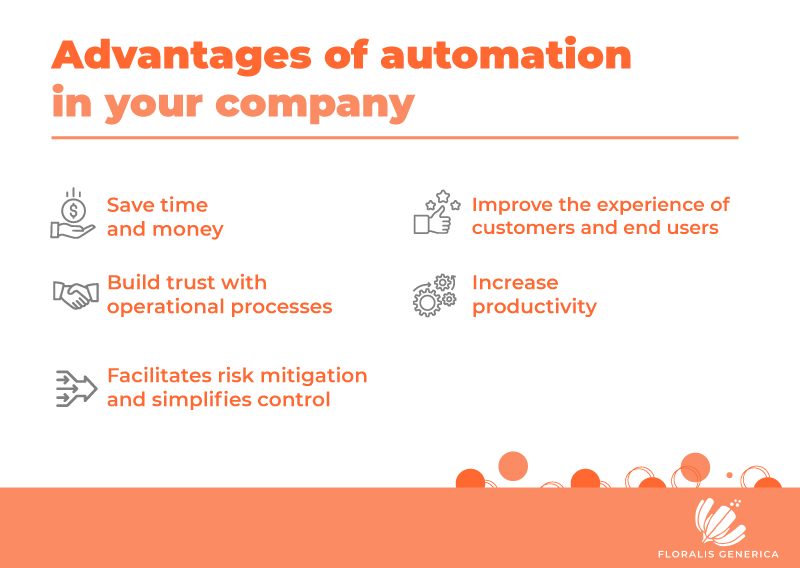 Advantages of automation
in your company
Save time
and money
Improve the experience of
customers and end users
Build trust with
operational processes
Increase
productivity
Facilitates risk mitigation
and simplifies control
FLORALIS GENERICA